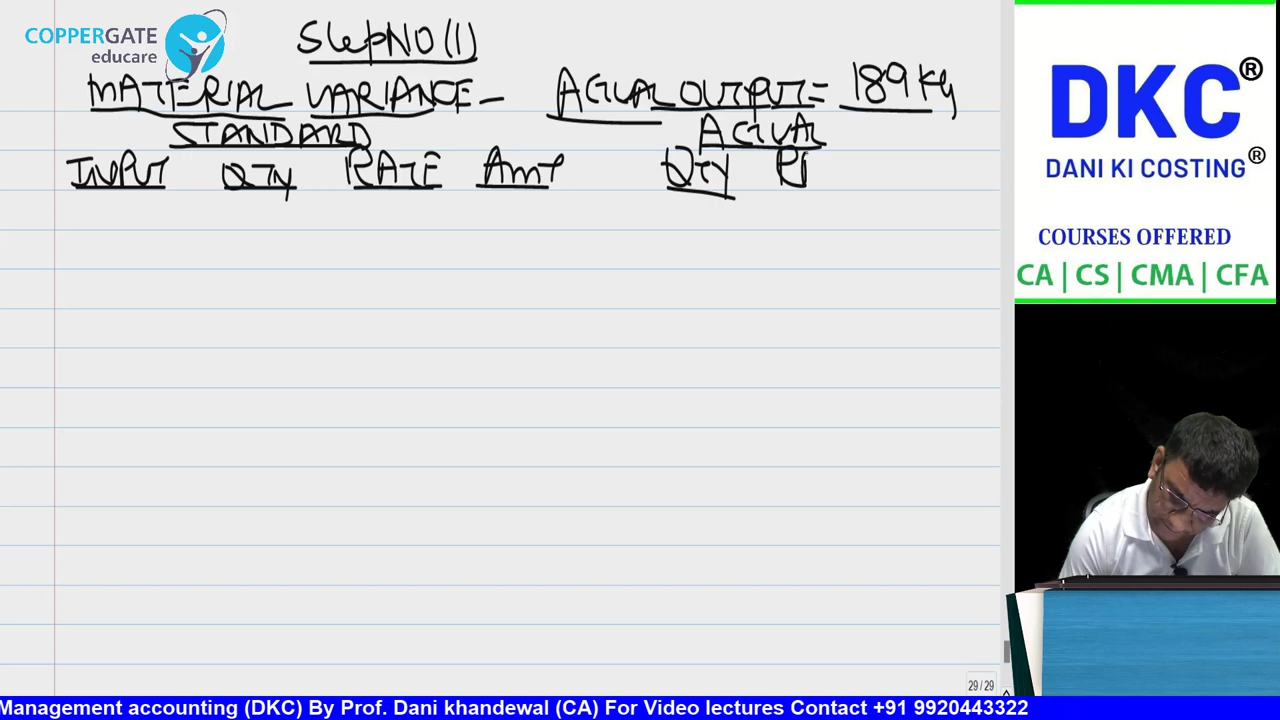 COPPERGATE
educare
Step NO (1)
MATERIAL VARIANCE - ACTUAL OUTPUT = 189 Kg
STANDARD ACTUAL
INPUT QTY RATE Amt QTY
DKC®
DANI KI COSTING®
COURSES OFFERED
CA | CS | CMA | CFA
29 / 29
Management accounting (DKC) By Prof. Dani khandewal (CA) For Video lectures Contact +91 9920443322